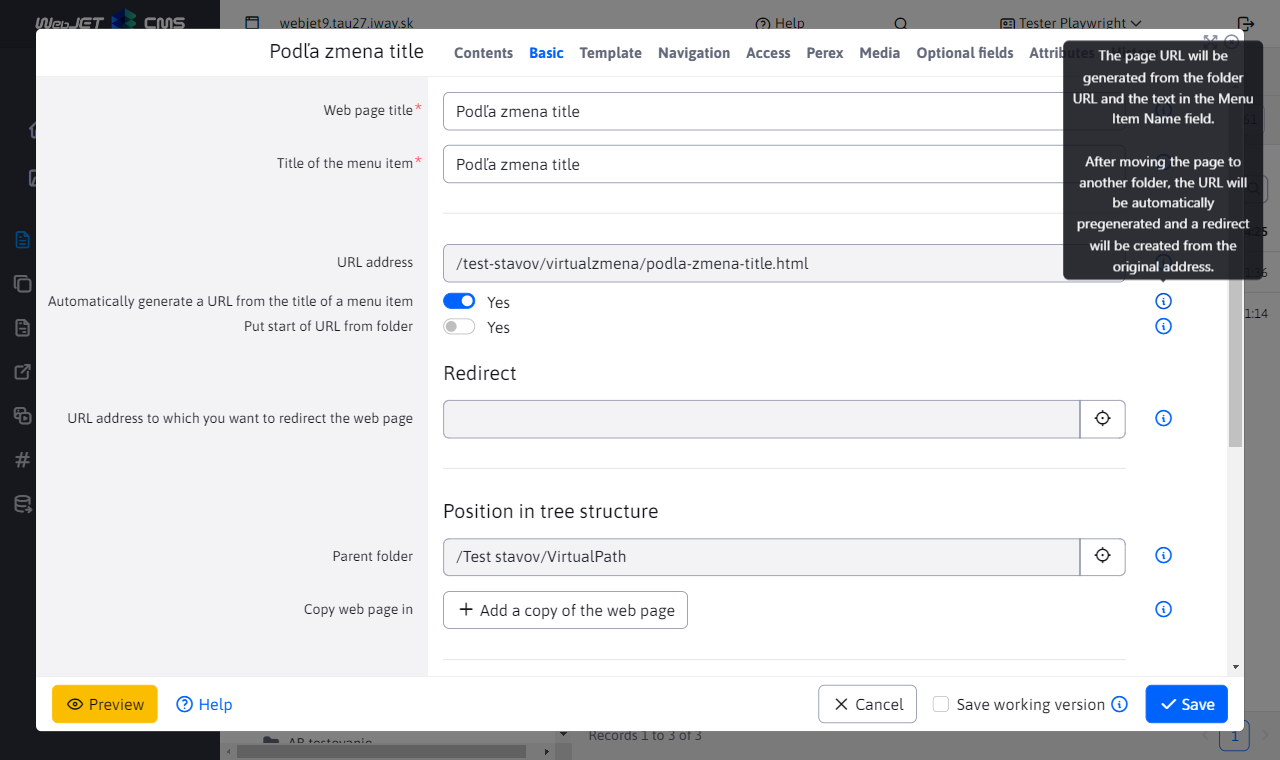 WebJET CMS
webjet9.tau27.iway.sk
Help
Tester Playwright
Podľa zmena title
Contents
Basic
Template
Navigation
Access
Perex
Media
Optional fields
Attributes
The page URL will be
generated from the folder
URL and the text in the Menu
Item Name field.
After moving the page to
another folder, the URL will
be automatically
pregenerated and a redirect
will be created from the
original address.
Web page title*
Podľa zmena title
Title of the menu item*
Podľa zmena title
URL address
/test-stavov/virtualzmena/podla-zmena-title.html
Automatically generate a URL from the title of a menu item
Yes
Put start of URL from folder
Yes
1:14
Redirect
URL address to which you want to redirect the web page
Position in tree structure
Parent folder
/Test stavov/VirtualPath
Copy web page in
Add a copy of the web page
Preview
Help
Cancel
Save working version
Save
AB testovanie
Records 1 to 3 of 3
1